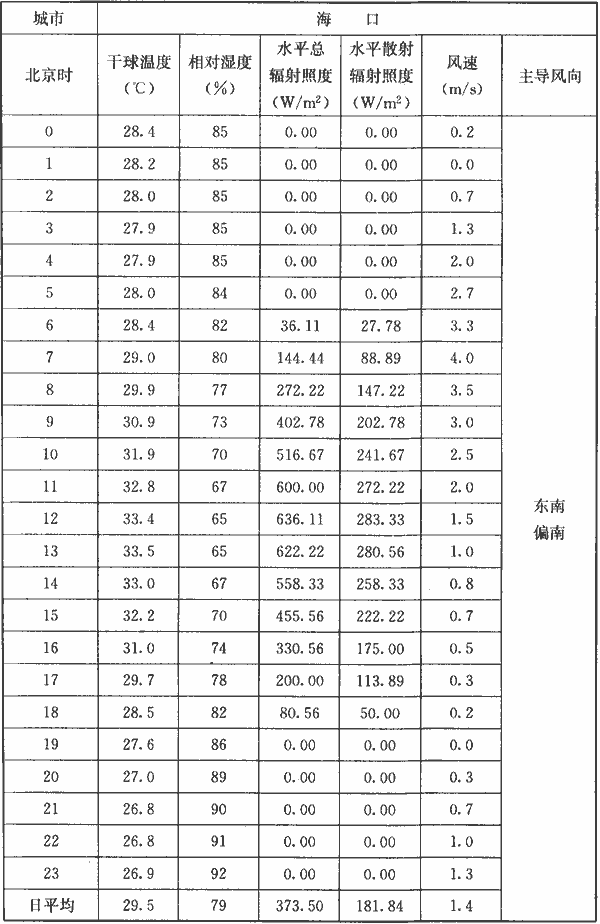 城市 海 口
北京时 干球温度(℃) 相对湿度(%) 水平总辐射照度(W/m²) 水平散射辐射照度(W/m²) 风速(m/s) 主导风向
0 28.4 85 0.00 0.00 0.2
1 28.2 85 0.00 0.00 0.0
2 28.0 85 0.00 0.00 0.7
3 27.9 85 0.00 0.00 1.3
4 27.9 85 0.00 0.00 2.0
5 28.0 84 0.00 0.00 2.7
6 28.4 82 36.11 27.78 3.3
7 29.0 80 144.44 88.89 4.0
8 29.9 77 272.22 147.22 3.5
9 30.9 73 402.78 202.78 3.0
10 31.9 70 516.67 241.67 2.5
11 32.8 67 600.00 272.22 2.0
东南
偏南
12 33.4 65 636.11 283.33 1.5
13 33.5 65 622.22 280.56 1.0
14 33.0 67 558.33 258.33 0.8
15 32.2 70 455.56 222.22 0.7
16 31.0 74 330.56 175.00 0.5
17 29.7 78 200.00 113.89 0.3
18 28.5 82 80.56 50.00 0.2
19 27.6 86 0.00 0.00 0.0
20 27.0 89 0.00 0.00 0.3
21 26.8 90 0.00 0.00 0.7
22 26.8 91 0.00 0.00 1.0
23 26.9 92 0.00 0.00 1.3
日平均 29.5 79 373.50 181.84 1.4